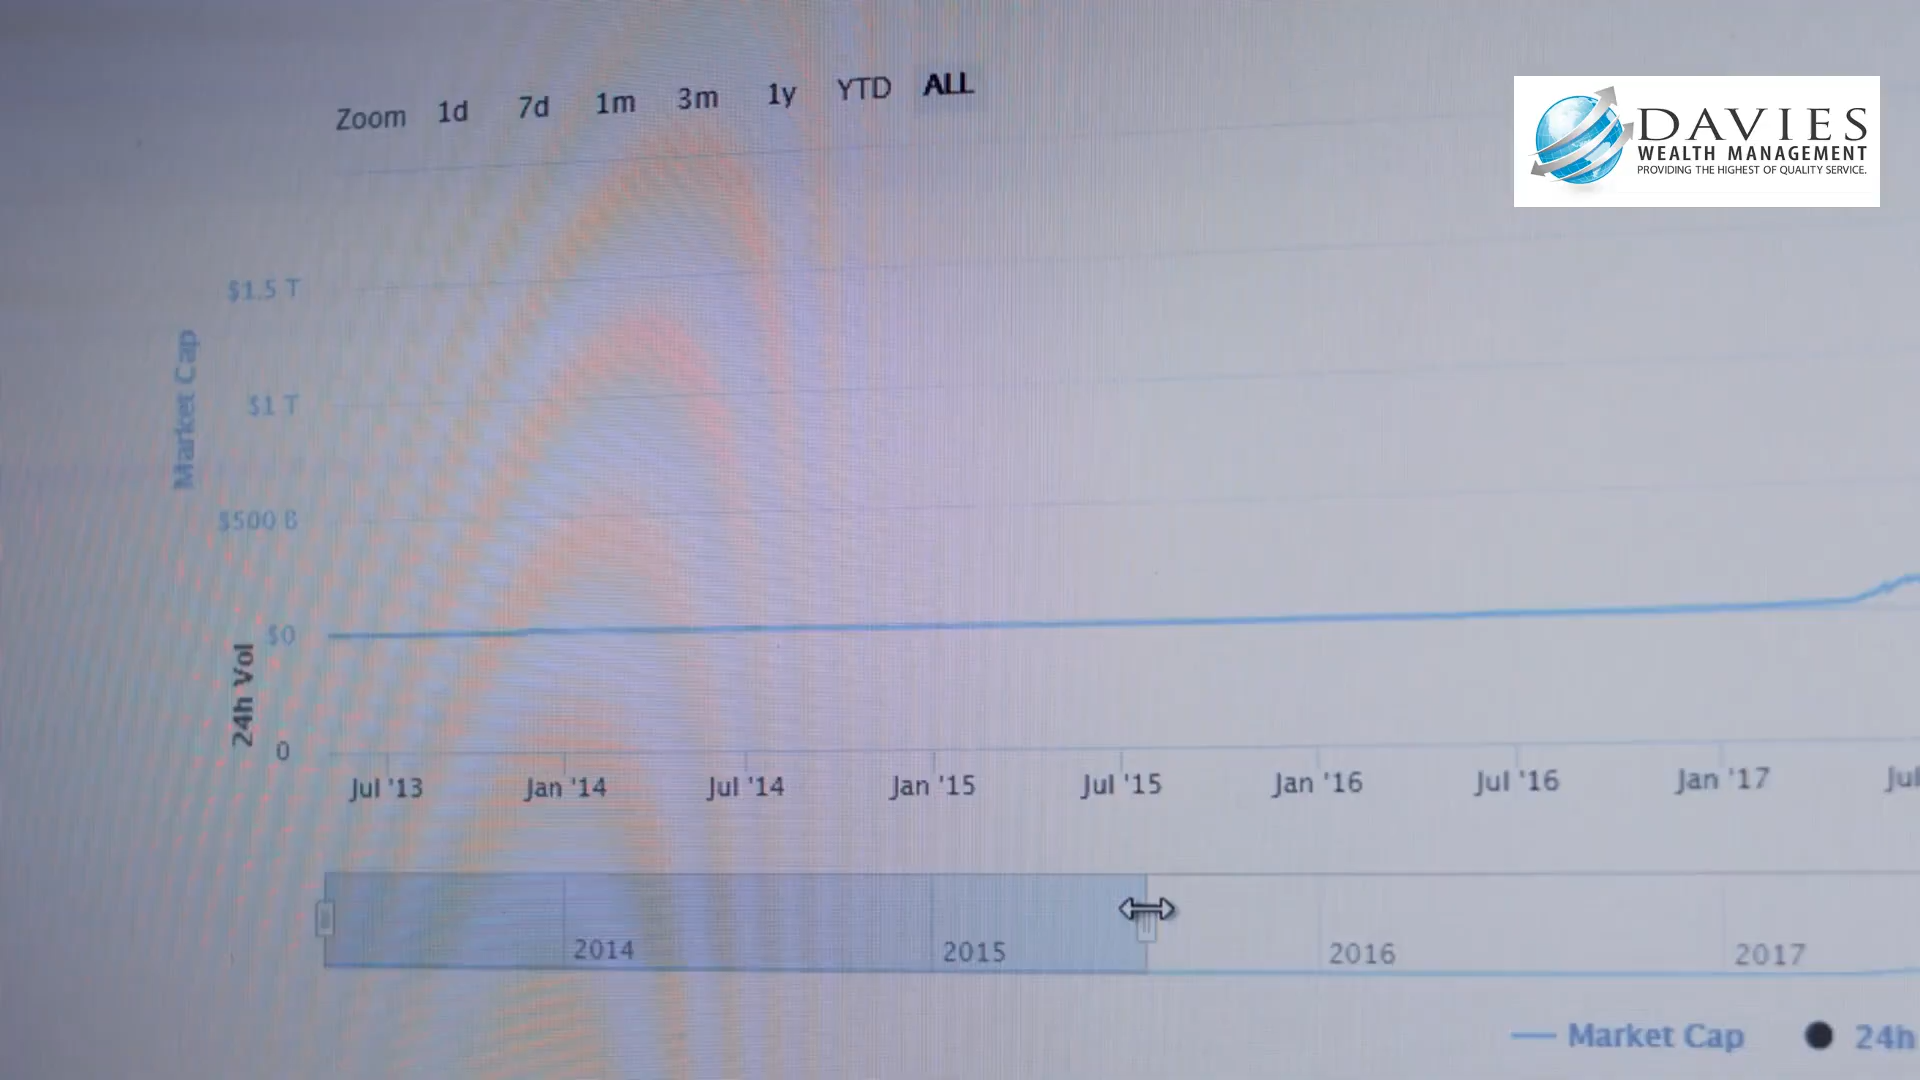 Zoom 1d 7d 1m 3m 1y YTD ALL
DAVIES
WEALTH MANAGEMENT
PROVIDING THE HIGHEST OF QUALITY SERVICE.
$1.5 T
Market Cap
$1 T
$500 B
$0
24h Vol
0
Jul '13 Jan '14 Jul '14 Jan '15 Jul '15 Jan '16 Jul '16 Jan '17 Jul
2014 2015 2016 2017
Market Cap 24h